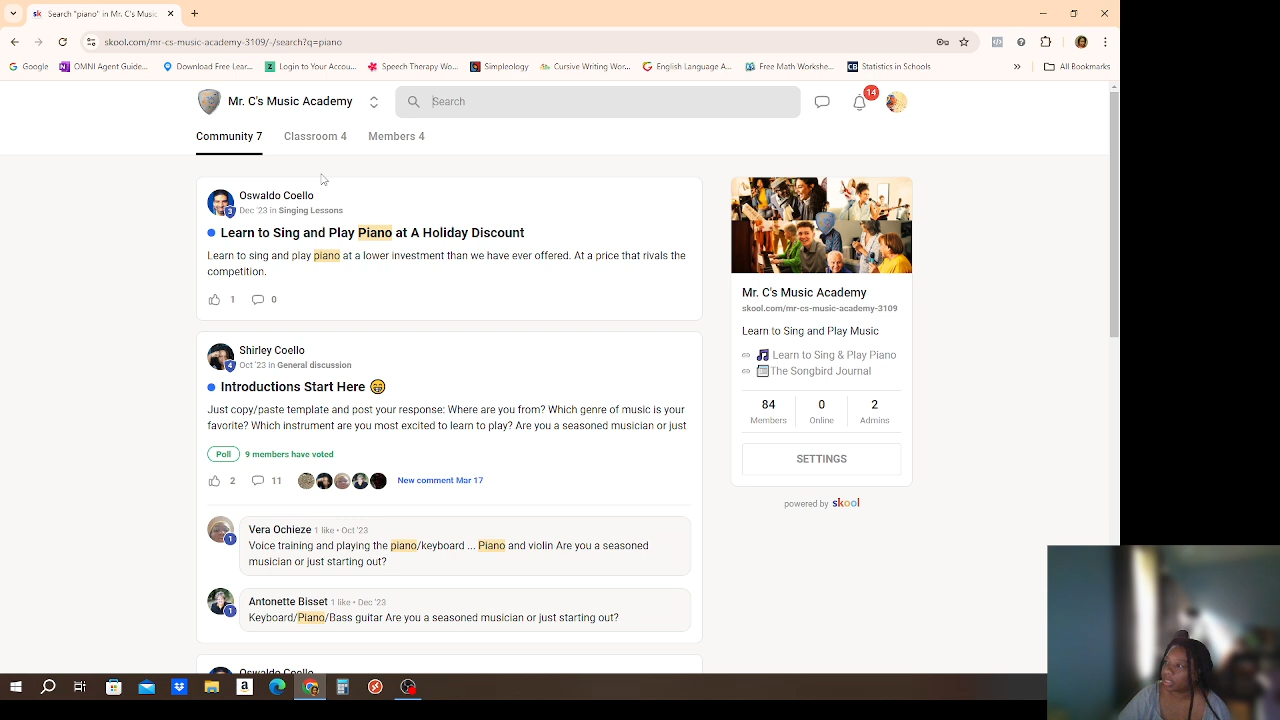 Search "piano" in Mr. C's Music
skool.com/mr-cs-music-academy-3109/-/search?q=piano
Google
OMNI Agent Guide...
Download Free Lear...
Login to Your Accou...
Speech Therapy Wo...
Simpleology
Cursive Writing Wor...
English Language A...
Free Math Workshe...
Statistics in Schools
All Bookmarks
Mr. C's Music Academy
Search
14
Community 7
Classroom 4
Members 4
Oswaldo Coello
3
Dec '23 in Singing Lessons
Learn to Sing and Play Piano at A Holiday Discount
Learn to sing and play piano at a lower investment than we have ever offered. At a price that rivals the
competition.
1
0
Shirley Coello
4
Oct '23 in General discussion
Introductions Start Here
Just copy/paste template and post your response: Where are you from? Which genre of music is your
favorite? Which instrument are you most excited to learn to play? Are you a seasoned musician or just
Poll
9 members have voted
2
11
New comment Mar 17
Vera Ochieze 1 like • Oct '23
1
Voice training and playing the piano/keyboard ... Piano and violin Are you a seasoned
musician or just starting out?
Antonette Bisset 1 like • Dec '23
1
Keyboard/Piano/Bass guitar Are you a seasoned musician or just starting out?
Oswaldo Coello
Mr. C's Music Academy
skool.com/mr-cs-music-academy-3109
Learn to Sing and Play Music
Learn to Sing & Play Piano
The Songbird Journal
84
Members
0
Online
2
Admins
SETTINGS
powered by skool